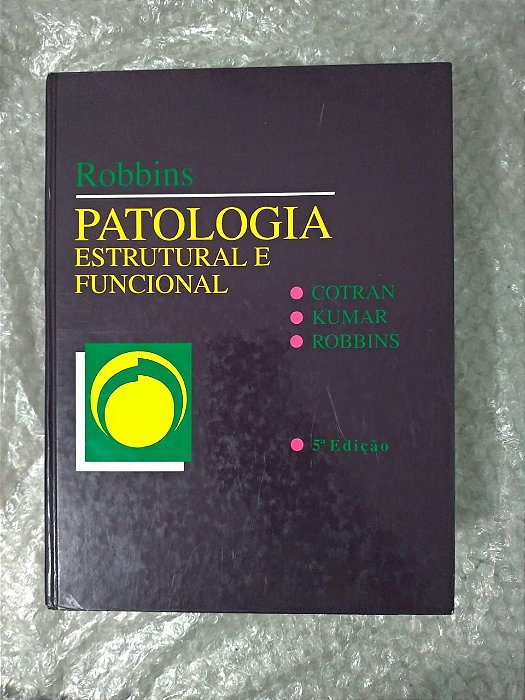 Robbins
PATOLOGIA
ESTRUTURAL E
FUNCIONAL
COTRAN
KUMAR
ROBBINS
5ª Edição